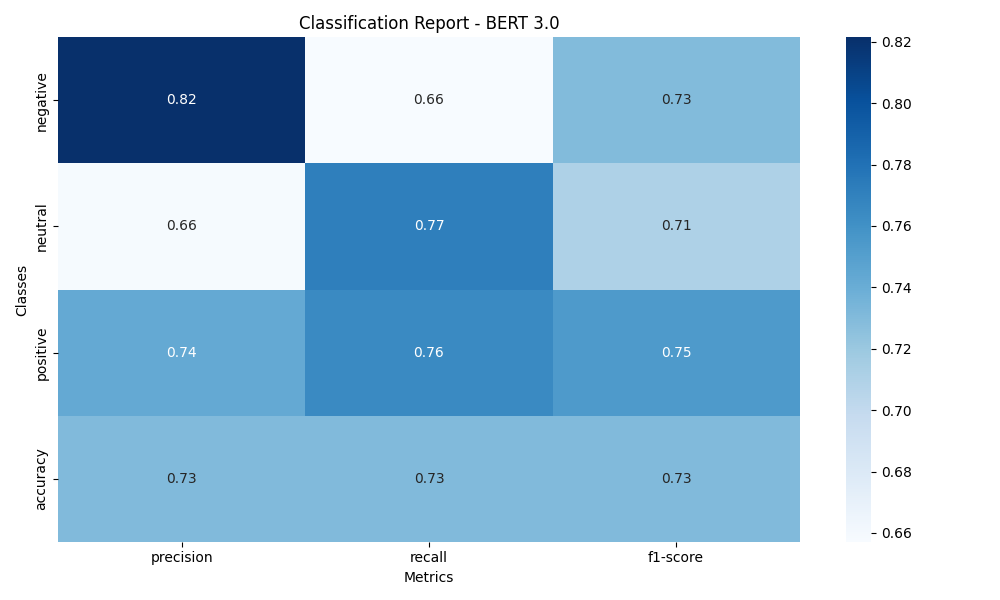 Classification Report - BERT 3.0
negative 0.82 0.66 0.73
neutral 0.66 0.77 0.71
positive 0.74 0.76 0.75
accuracy 0.73 0.73 0.73
Classes
precision recall f1-score
Metrics
0.82
0.80
0.78
0.76
0.74
0.72
0.70
0.68
0.66